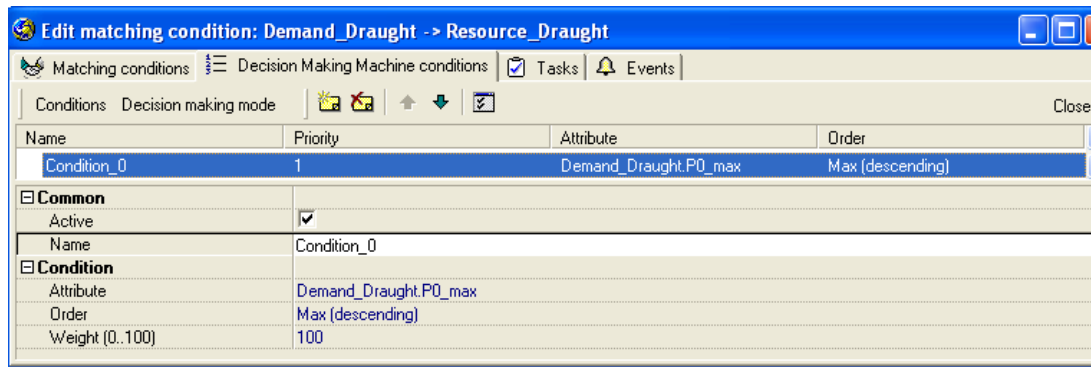 Edit matching condition: Demand_Draught -> Resource_Draught
Matching conditions Decision Making Machine conditions Tasks Events
Conditions Decision making mode Close
Name Priority Attribute Order
Condition_0 1 Demand_Draught.P0_max Max (descending)
Common
Active
Name Condition_0
Condition
Attribute Demand_Draught.P0_max
Order Max (descending)
Weight (0..100) 100